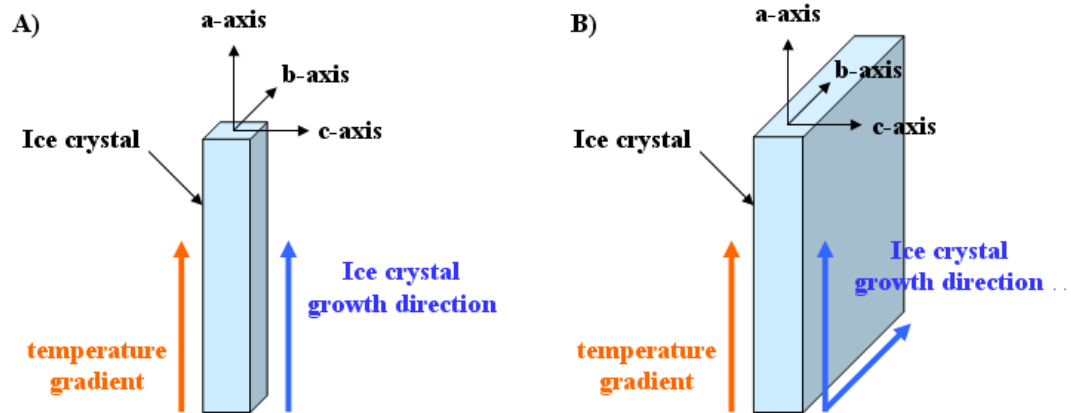 A)
a-axis
b-axis
c-axis
Ice crystal
Ice crystal
growth direction
temperature
gradient
B)
a-axis
b-axis
c-axis
Ice crystal
Ice crystal
growth direction ...
temperature
gradient